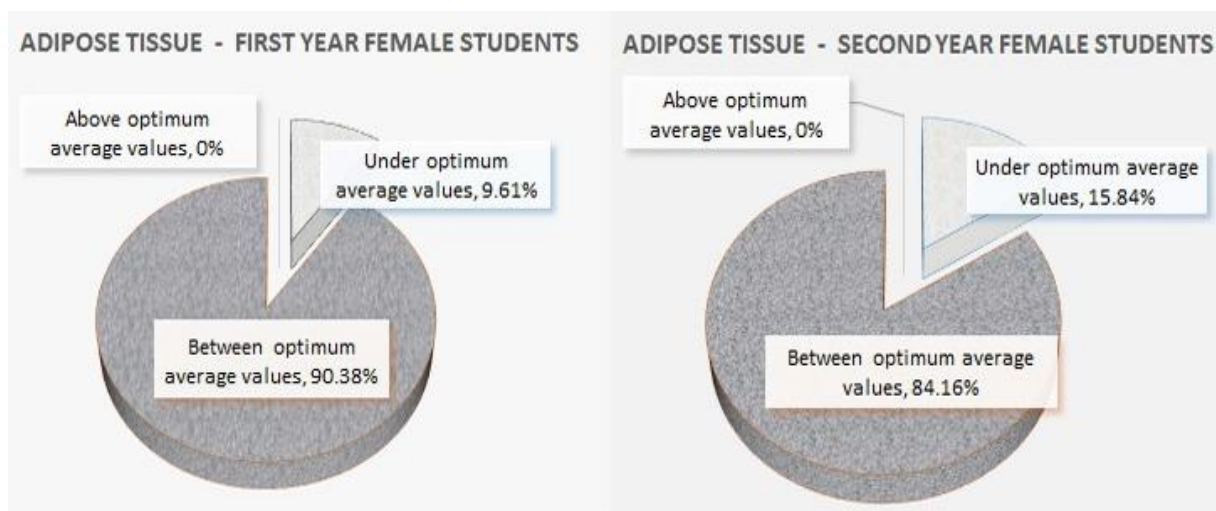 ADIPOSE TISSUE - FIRST YEAR FEMALE STUDENTS
Above optimum
average values, 0%
Under optimum
average values, 9.61%
Between optimum
average values, 90.38%
ADIPOSE TISSUE - SECOND YEAR FEMALE STUDENTS
Above optimum
average values, 0%
Under optimum average
values, 15.84%
Between optimum average
values, 84.16%